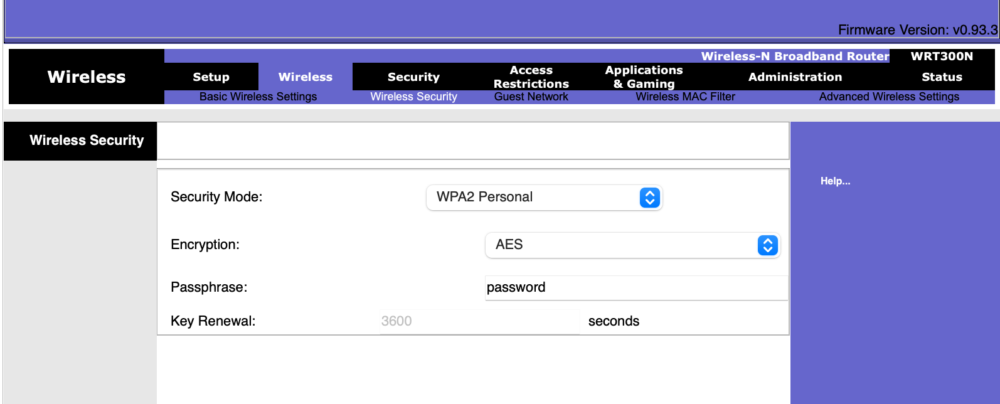 Firmware Version: v0.93.3
Wireless-N Broadband Router WRT300N
Wireless Setup Wireless Security Access Restrictions Applications & Gaming Administration Status
Basic Wireless Settings Wireless Security Guest Network Wireless MAC Filter Advanced Wireless Settings
Wireless Security
Help...
Security Mode: WPA2 Personal
Encryption: AES
Passphrase: password
Key Renewal: 3600 seconds